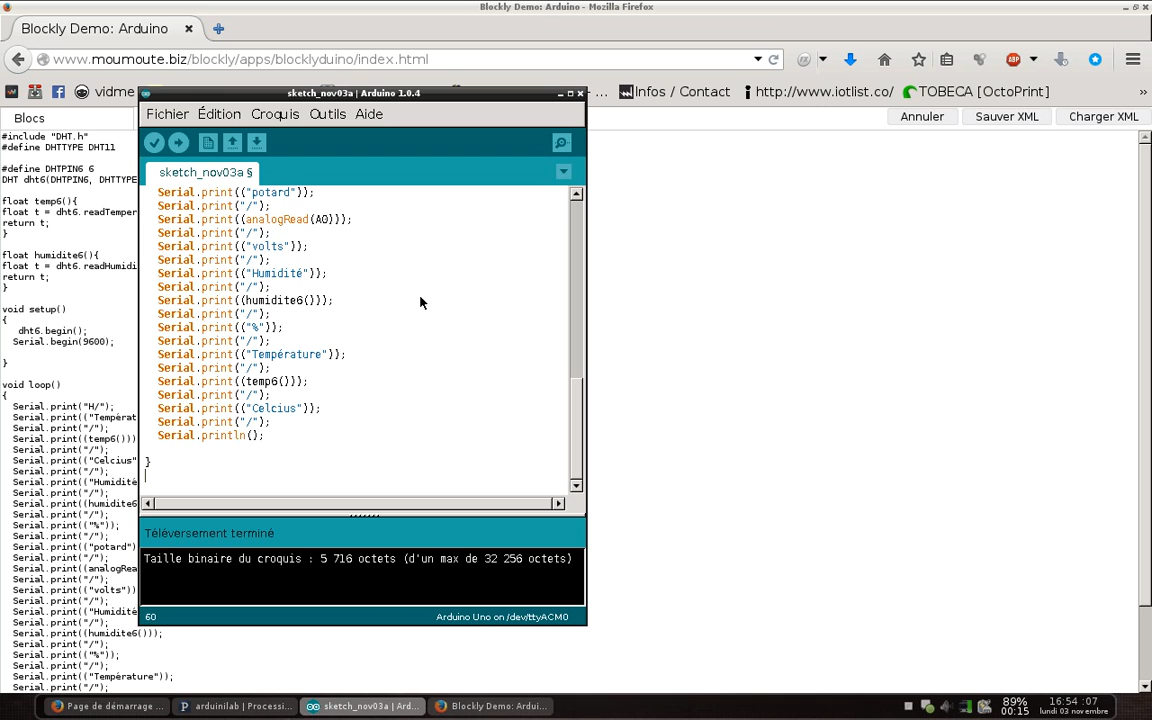 Blockly Demo: Arduino - Mozilla Firefox
Blockly Demo: Arduino
www.moumoute.biz/blockly/apps/blocklyduino/index.html
ABP
vidme
... Infos / Contact
http://www.iotlist.co/
TOBECA [OctoPrint]
»
Blocs
Annuler
Sauver XML
Charger XML
#include "DHT.h"
#define DHTTYPE DHT11
#define DHTPIN6 6
DHT dht6(DHTPIN6, DHTTYPE
float temp6(){
float t = dht6.readTemper
return t;
}
float humidite6(){
float t = dht6.readHumidi
return t;
}
void setup()
{
dht6.begin();
Serial.begin(9600);
}
void loop()
{
Serial.print("H/");
Serial.print(("Températ
Serial.print("/");
Serial.print((temp6()))
Serial.print("/");
Serial.print(("Celcius"
Serial.print("/");
Serial.print(("Humidité
Serial.print("/");
Serial.print((humidite6
Serial.print("/");
Serial.print(("%"));
Serial.print("/");
Serial.print(("potard")
Serial.print("/");
Serial.print((analogRea
Serial.print("/");
Serial.print(("volts"))
Serial.print("/");
Serial.print(("Humidité
Serial.print("/");
Serial.print((humidite6()));
Serial.print("/");
Serial.print(("%"));
Serial.print("/");
Serial.print(("Température"));
Serial.print("/");
sketch_nov03a | Arduino 1.0.4
Fichier Édition Croquis Outils Aide
sketch_nov03a §
Serial.print(("potard"));
Serial.print("/");
Serial.print((analogRead(A0)));
Serial.print("/");
Serial.print(("volts"));
Serial.print("/");
Serial.print(("Humidité"));
Serial.print("/");
Serial.print((humidite6()));
Serial.print("/");
Serial.print(("%"));
Serial.print("/");
Serial.print(("Température"));
Serial.print("/");
Serial.print((temp6()));
Serial.print("/");
Serial.print(("Celcius"));
Serial.print("/");
Serial.println();
}
Téléversement terminé
Taille binaire du croquis : 5 716 octets (d'un max de 32 256 octets)
60
Arduino Uno on /dev/ttyACM0
Page de démarrage ...
arduinilab | Processi...
sketch_nov03a | Ard...
Blockly Demo: Ardui...
89%
00:15
16:54 :07
lundi 03 novembre